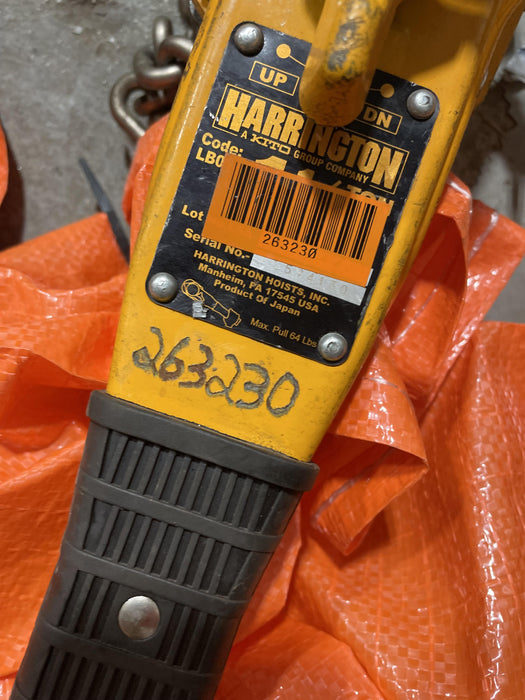 UP
DN
HARRINGTON
A KITO GROUP COMPANY
Code:
TON
Lot
263230
Serial No.-
HARRINGTON HOISTS, INC.
Manheim, PA 17545 USA
Product Of Japan
Max. Pull 64 Lbs
263230